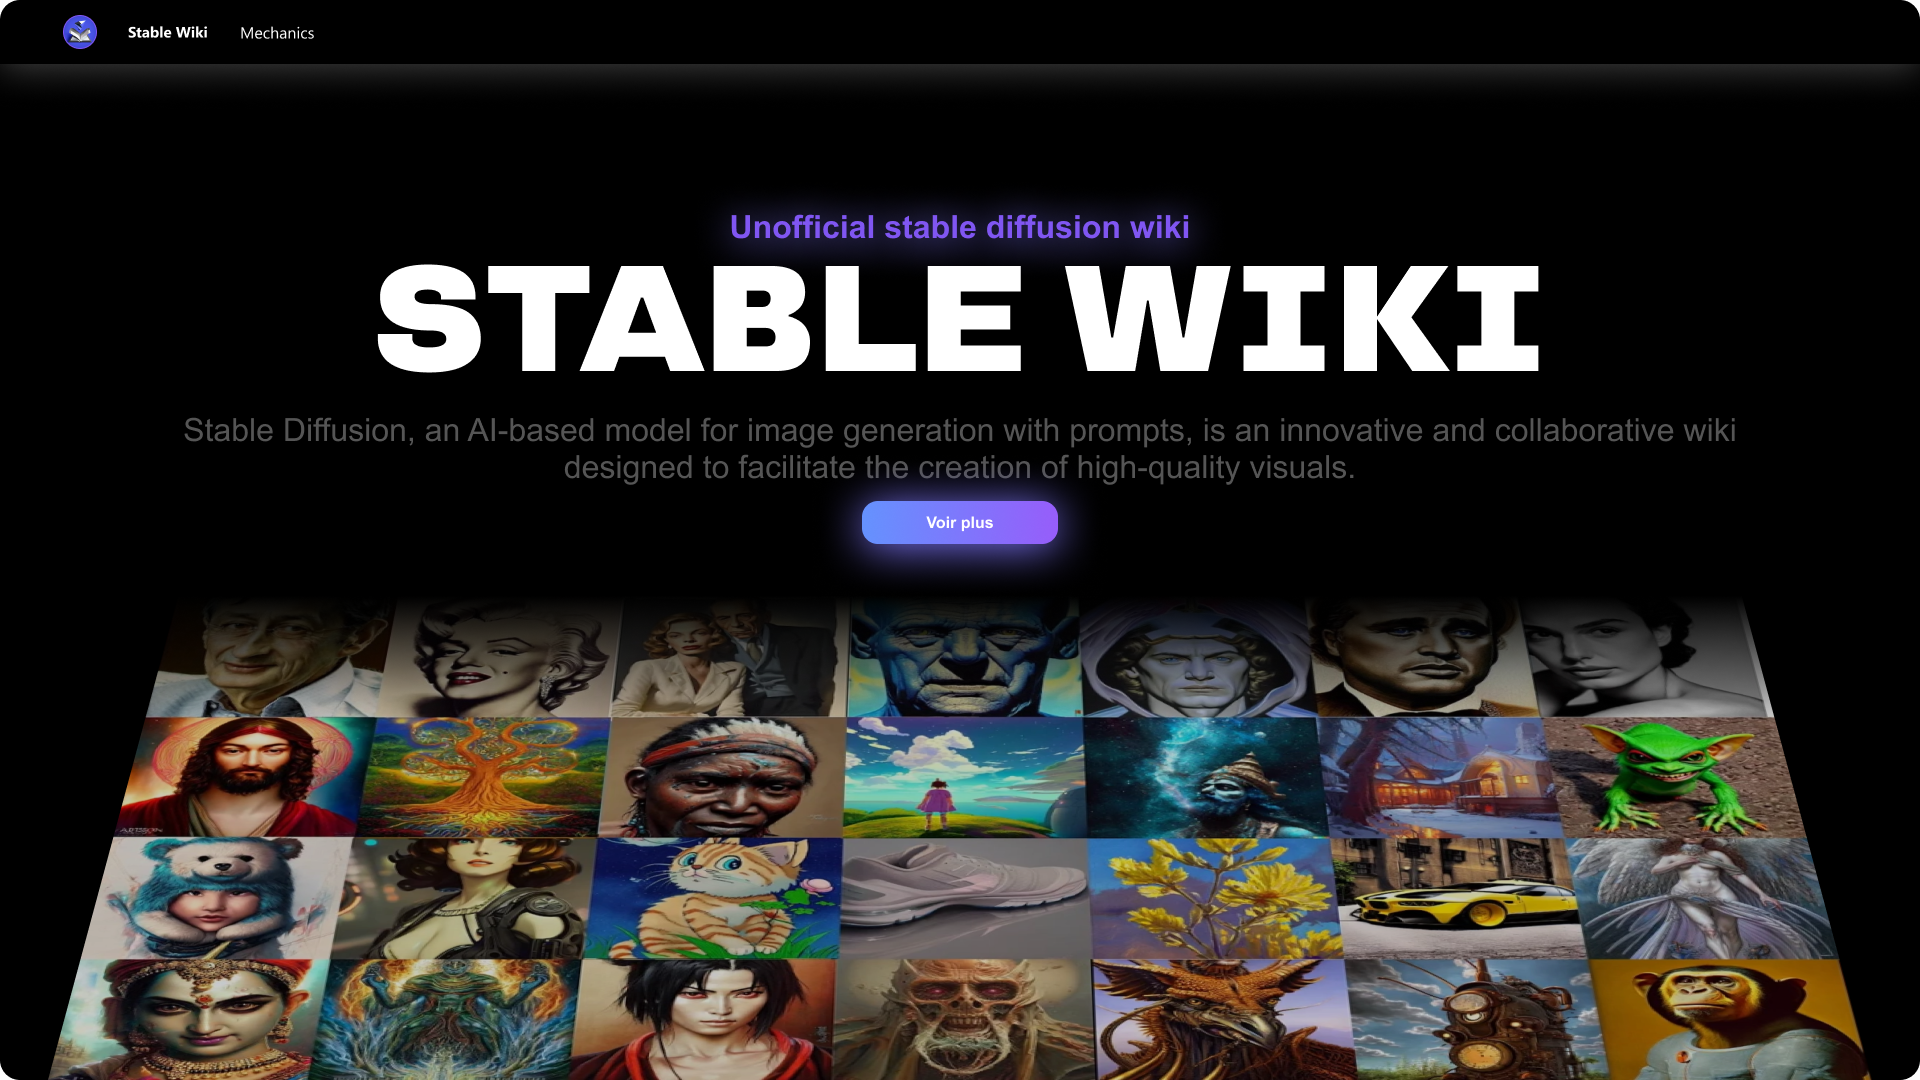 Stable Wiki
Mechanics
Unofficial stable diffusion wiki
STABLE WIKI
Stable Diffusion, an AI-based model for image generation with prompts, is an innovative and collaborative wiki
designed to facilitate the creation of high-quality visuals.
Voir plus